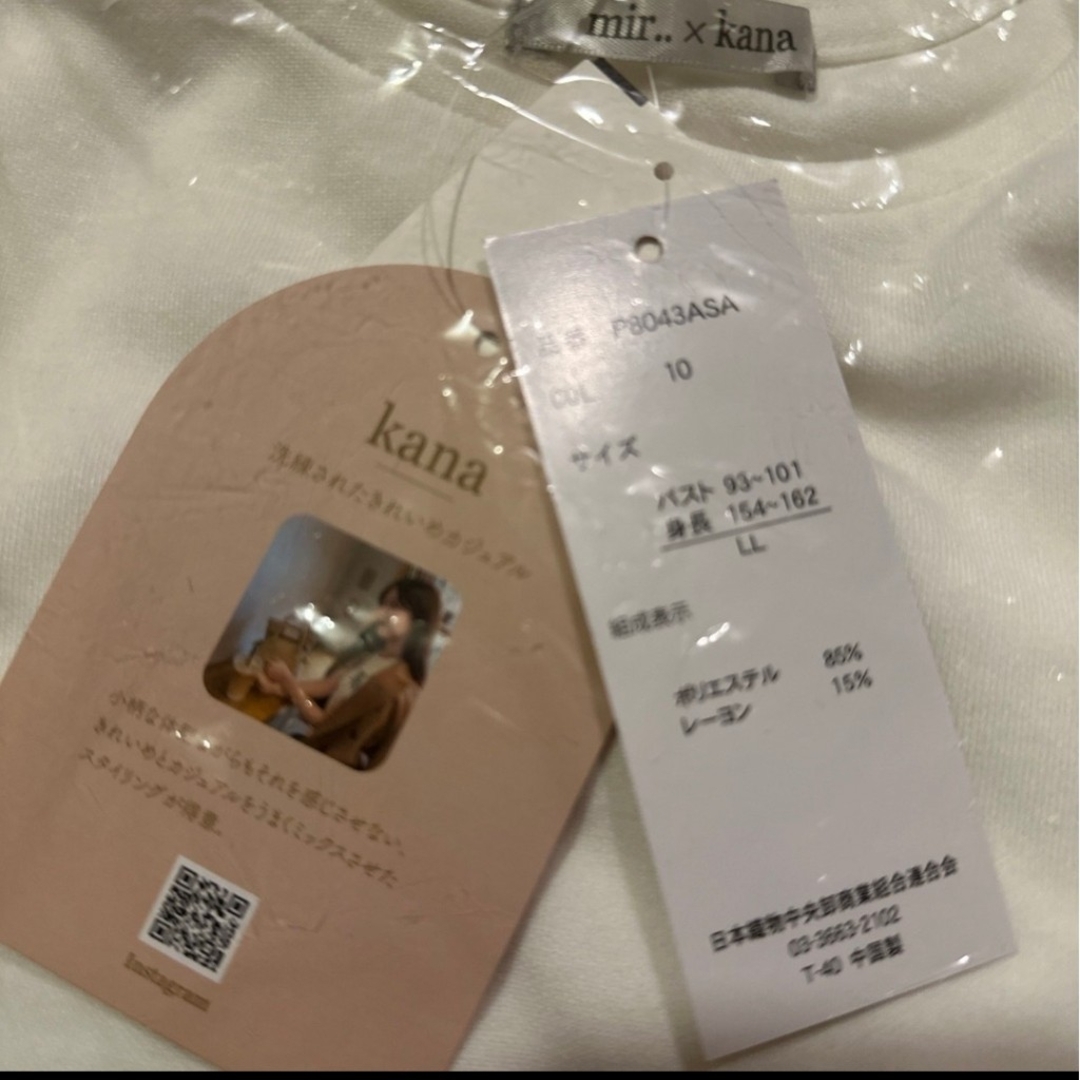 mir.. × kana
kana
洗練されたきれいめカジュアル
小柄な体型ながらもそれを感じさせない、
きれいめとカジュアルをうまくミックスさせた
スタイリングが得意。
Instagram
品番 P8043ASA
COL 10
サイズ
バスト 93~101
身長 154~162
LL
組成表示
ポリエステル 85%
レーヨン 15%
日本織物中央卸商業組合連合会
03-3663-2102
T-40 中国製